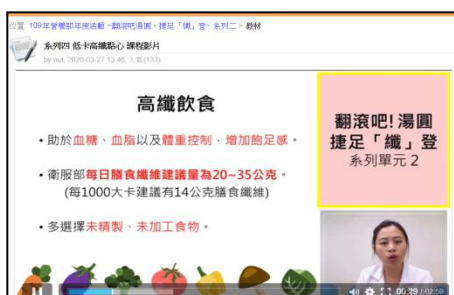 位置: 109年營養部年度活動 -翻滾吧湯圓，捷足「纖」登- 系列二 > 教材
系列四 低卡高纖點心 課程影片
by nut, 2020-03-27 13:46, 人氣(133)
高纖飲食
• 助於血糖、血脂以及體重控制，增加飽足感。
• 衛服部每日膳食纖維建議量為20~35公克。
(每1000大卡建議有14公克膳食纖維)
• 多選擇未精製、未加工食物。
翻滾吧!湯圓
捷足「纖」登
系列單元 2
00:29 / 02:59